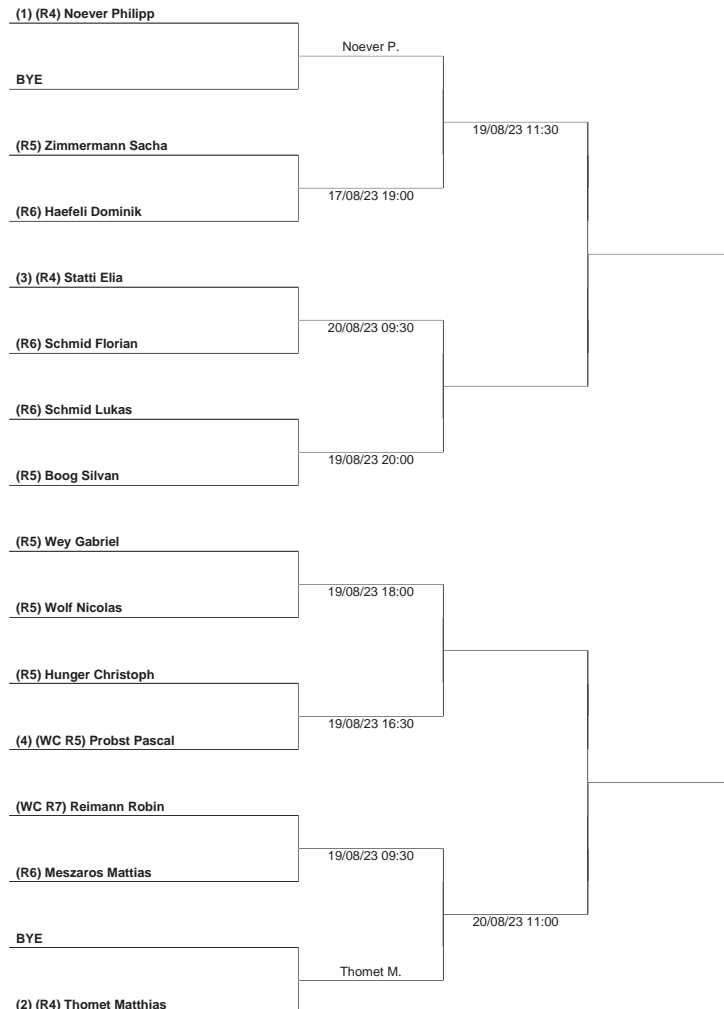 (1) (R4) Noever Philipp
Noever P.
BYE
19/08/23 11:30
(R5) Zimmermann Sacha
17/08/23 19:00
(R6) Haefeli Dominik
(3) (R4) Statti Elia
20/08/23 09:30
(R6) Schmid Florian
(R6) Schmid Lukas
19/08/23 20:00
(R5) Boog Silvan
(R5) Wey Gabriel
19/08/23 18:00
(R5) Wolf Nicolas
(R5) Hunger Christoph
19/08/23 16:30
(4) (WC R5) Probst Pascal
(WC R7) Reimann Robin
19/08/23 09:30
(R6) Meszaros Mattias
20/08/23 11:00
BYE
Thomet M.
(2) (R4) Thomet Matthias